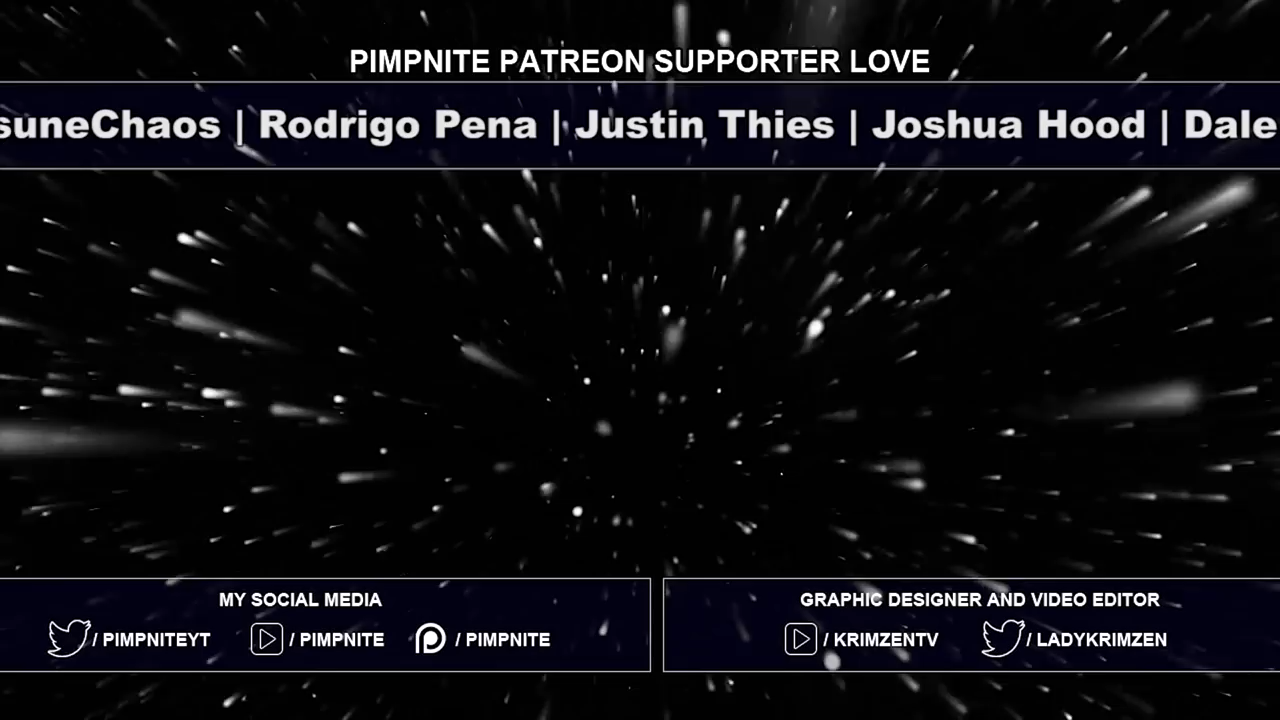 PIMPNITE PATREON SUPPORTER LOVE
suneChaos | Rodrigo Pena | Justin Thies | Joshua Hood | Dale
MY SOCIAL MEDIA
/ PIMPNITEYT / PIMPNITE / PIMPNITE
GRAPHIC DESIGNER AND VIDEO EDITOR
/ KRIMZENTV / LADYKRIMZEN